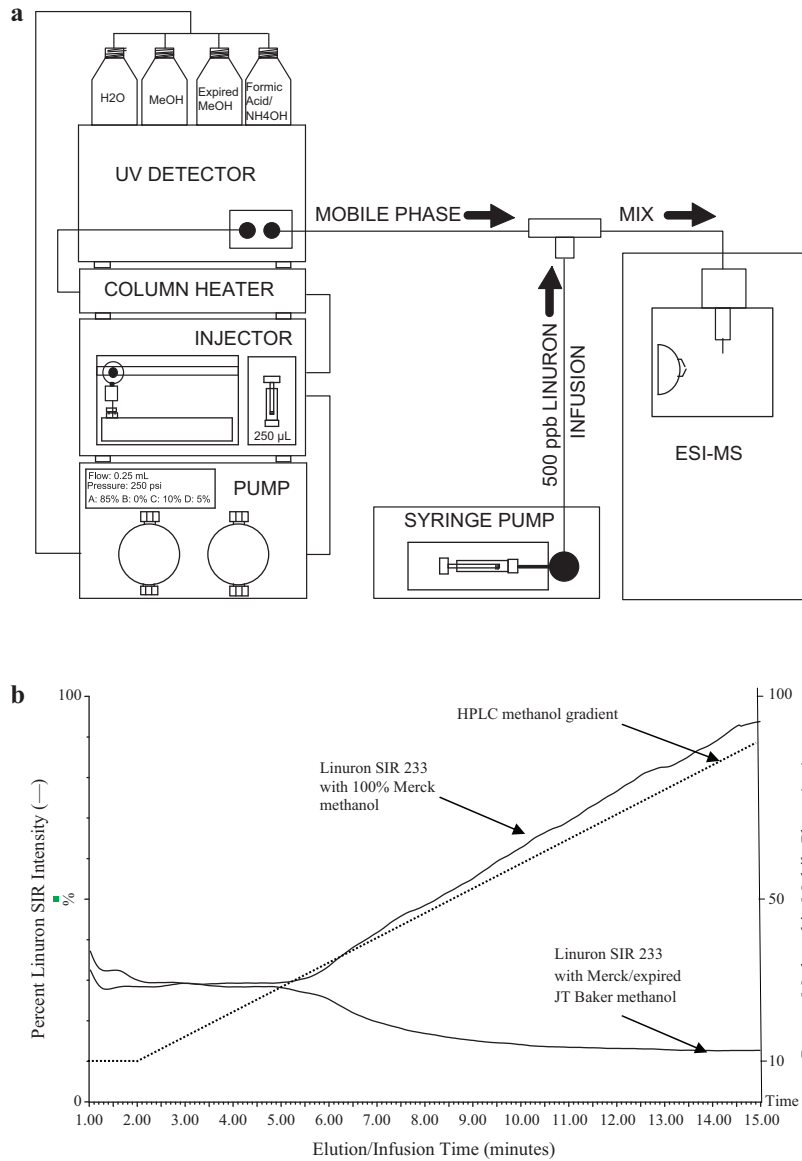 a
H2O
MeOH
Expired
MeOH
Formic
Acid/
NH4OH
UV DETECTOR
MOBILE PHASE
MIX
COLUMN HEATER
INJECTOR
250 µL
500 ppb LINURON
INFUSION
ESI-MS
Flow: 0.25 mL
Pressure: 250 psi
A: 85% B: 0% C: 10% D: 5%
PUMP
SYRINGE PUMP
b
100
100
HPLC methanol gradient
Linuron SIR 233
with 100% Merck
methanol
Percent Linuron SIR Intensity (—)
%
50
Linuron SIR 233
with Merck/expired
JT Baker methanol
10
0
Time
1.00 2.00 3.00 4.00 5.00 6.00 7.00 8.00 9.00 10.00 11.00 12.00 13.00 14.00 15.00
Elution/Infusion Time (minutes)